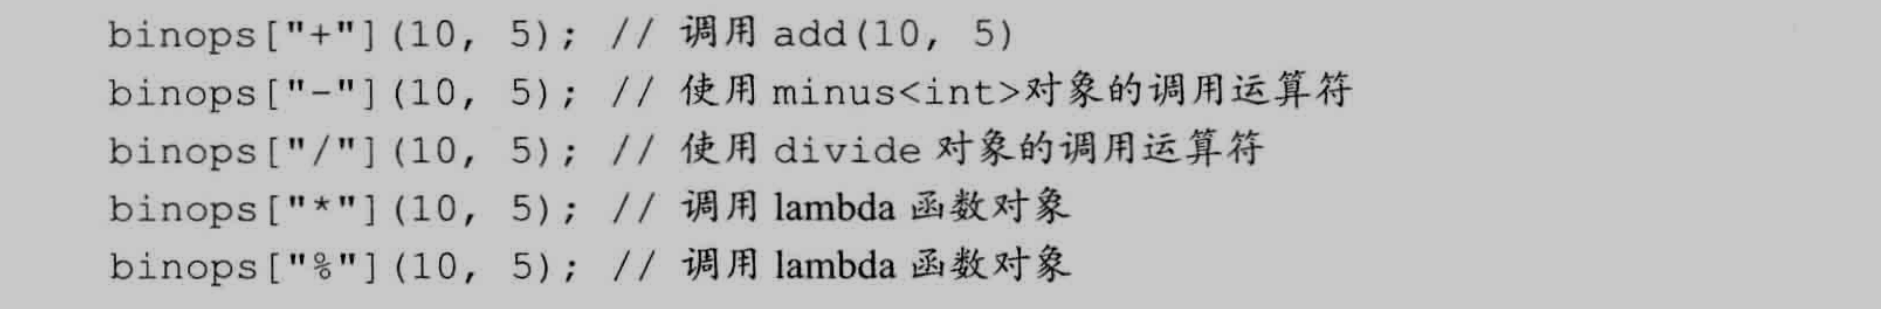 binops["+"](10, 5); // 调用 add(10, 5)
binops["-"](10, 5); // 使用 minus<int>对象的调用运算符
binops["/"](10, 5); // 使用 divide 对象的调用运算符
binops["*"](10, 5); // 调用 lambda 函数对象
binops["%"](10, 5); // 调用 lambda 函数对象